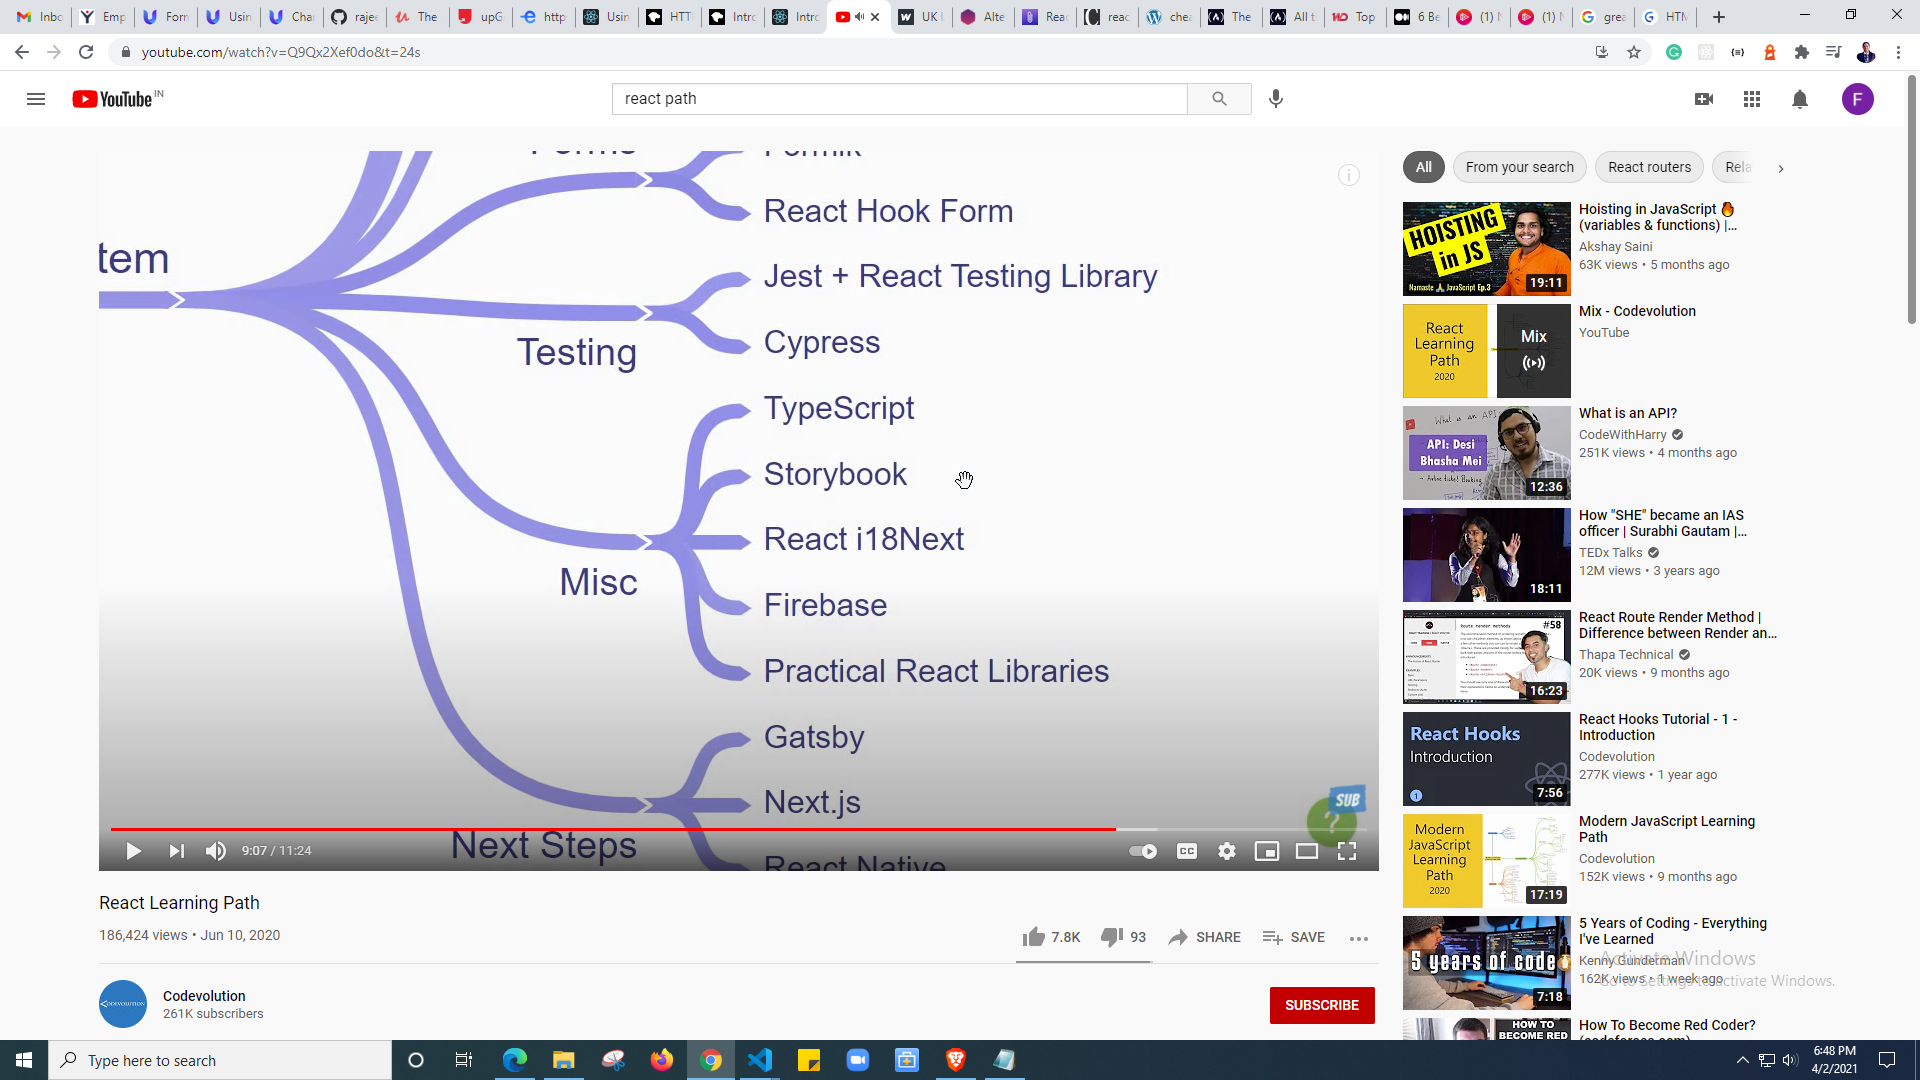 Inbo
Emp
Forn
Usin
Char
rajee
The
upG
http
Usin
HTT
Intro
Intro
UK I
Alte
Reac
reac
chea
The
All t
Top
6 Be
(1) N
(1) N
grea
HTM
youtube.com/watch?v=Q9Qx2Xef0do&t=24s
YouTube IN
react path
F
tem
Formik
React Hook Form
Jest + React Testing Library
Cypress
Testing
TypeScript
Storybook
React i18Next
Misc
Firebase
Practical React Libraries
Gatsby
Next.js
Next Steps
React Native
SUB
?
9:07 / 11:24
CC
React Learning Path
186,424 views • Jun 10, 2020
7.8K 93 SHARE SAVE
Codevolution
261K subscribers
SUBSCRIBE
All From your search React routers Rela
HOISTING
in JS
Namaste JavaScript Ep.3
19:11
Hoisting in JavaScript
(variables & functions) |...
Akshay Saini
63K views • 5 months ago
React
Learning
Path
2020
Mix
Mix - Codevolution
YouTube
What is an API
API: Desi
Bhasha Mei
12:36
What is an API?
CodeWithHarry
251K views • 4 months ago
18:11
How "SHE" became an IAS
officer | Surabhi Gautam |...
TEDx Talks
12M views • 3 years ago
Route render methods
#58
16:23
React Route Render Method |
Difference between Render an...
Thapa Technical
20K views • 9 months ago
React Hooks
Introduction
1
7:56
React Hooks Tutorial - 1 -
Introduction
Codevolution
277K views • 1 year ago
Modern
JavaScript
Learning
Path
2020
17:19
Modern JavaScript Learning
Path
Codevolution
152K views • 9 months ago
5 years of code
7:18
5 Years of Coding - Everything
I've Learned
Kenny Gunderman
162K views • 1 week ago
Activate Windows
Go to Settings to activate Windows.
HOW TO
BECOME RED
How To Become Red Coder?
(codeforces.com)
Type here to search
6:48 PM
4/2/2021